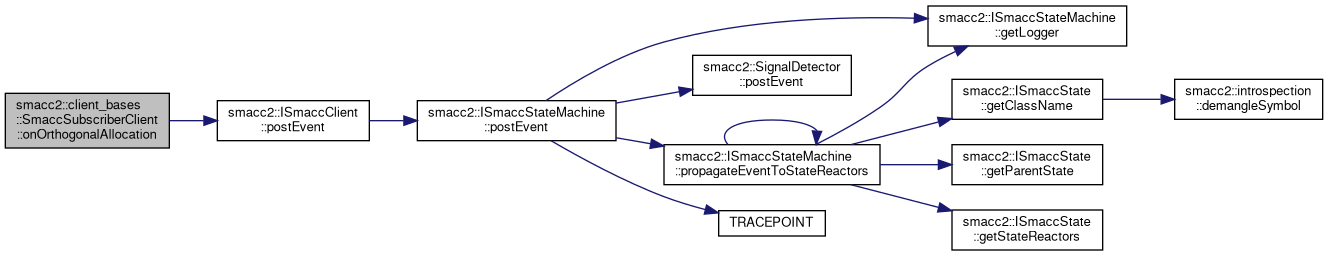 smacc2::client_bases
::SmaccSubscriberClient
::onOrthogonalAllocation
smacc2::ISmaccClient
::postEvent
smacc2::ISmaccStateMachine
::postEvent
smacc2::ISmaccStateMachine
::getLogger
smacc2::SignalDetector
::postEvent
smacc2::ISmaccStateMachine
::propagateEventToStateReactors
TRACEPOINT
smacc2::ISmaccState
::getClassName
smacc2::introspection
::demangleSymbol
smacc2::ISmaccState
::getParentState
smacc2::ISmaccState
::getStateReactors